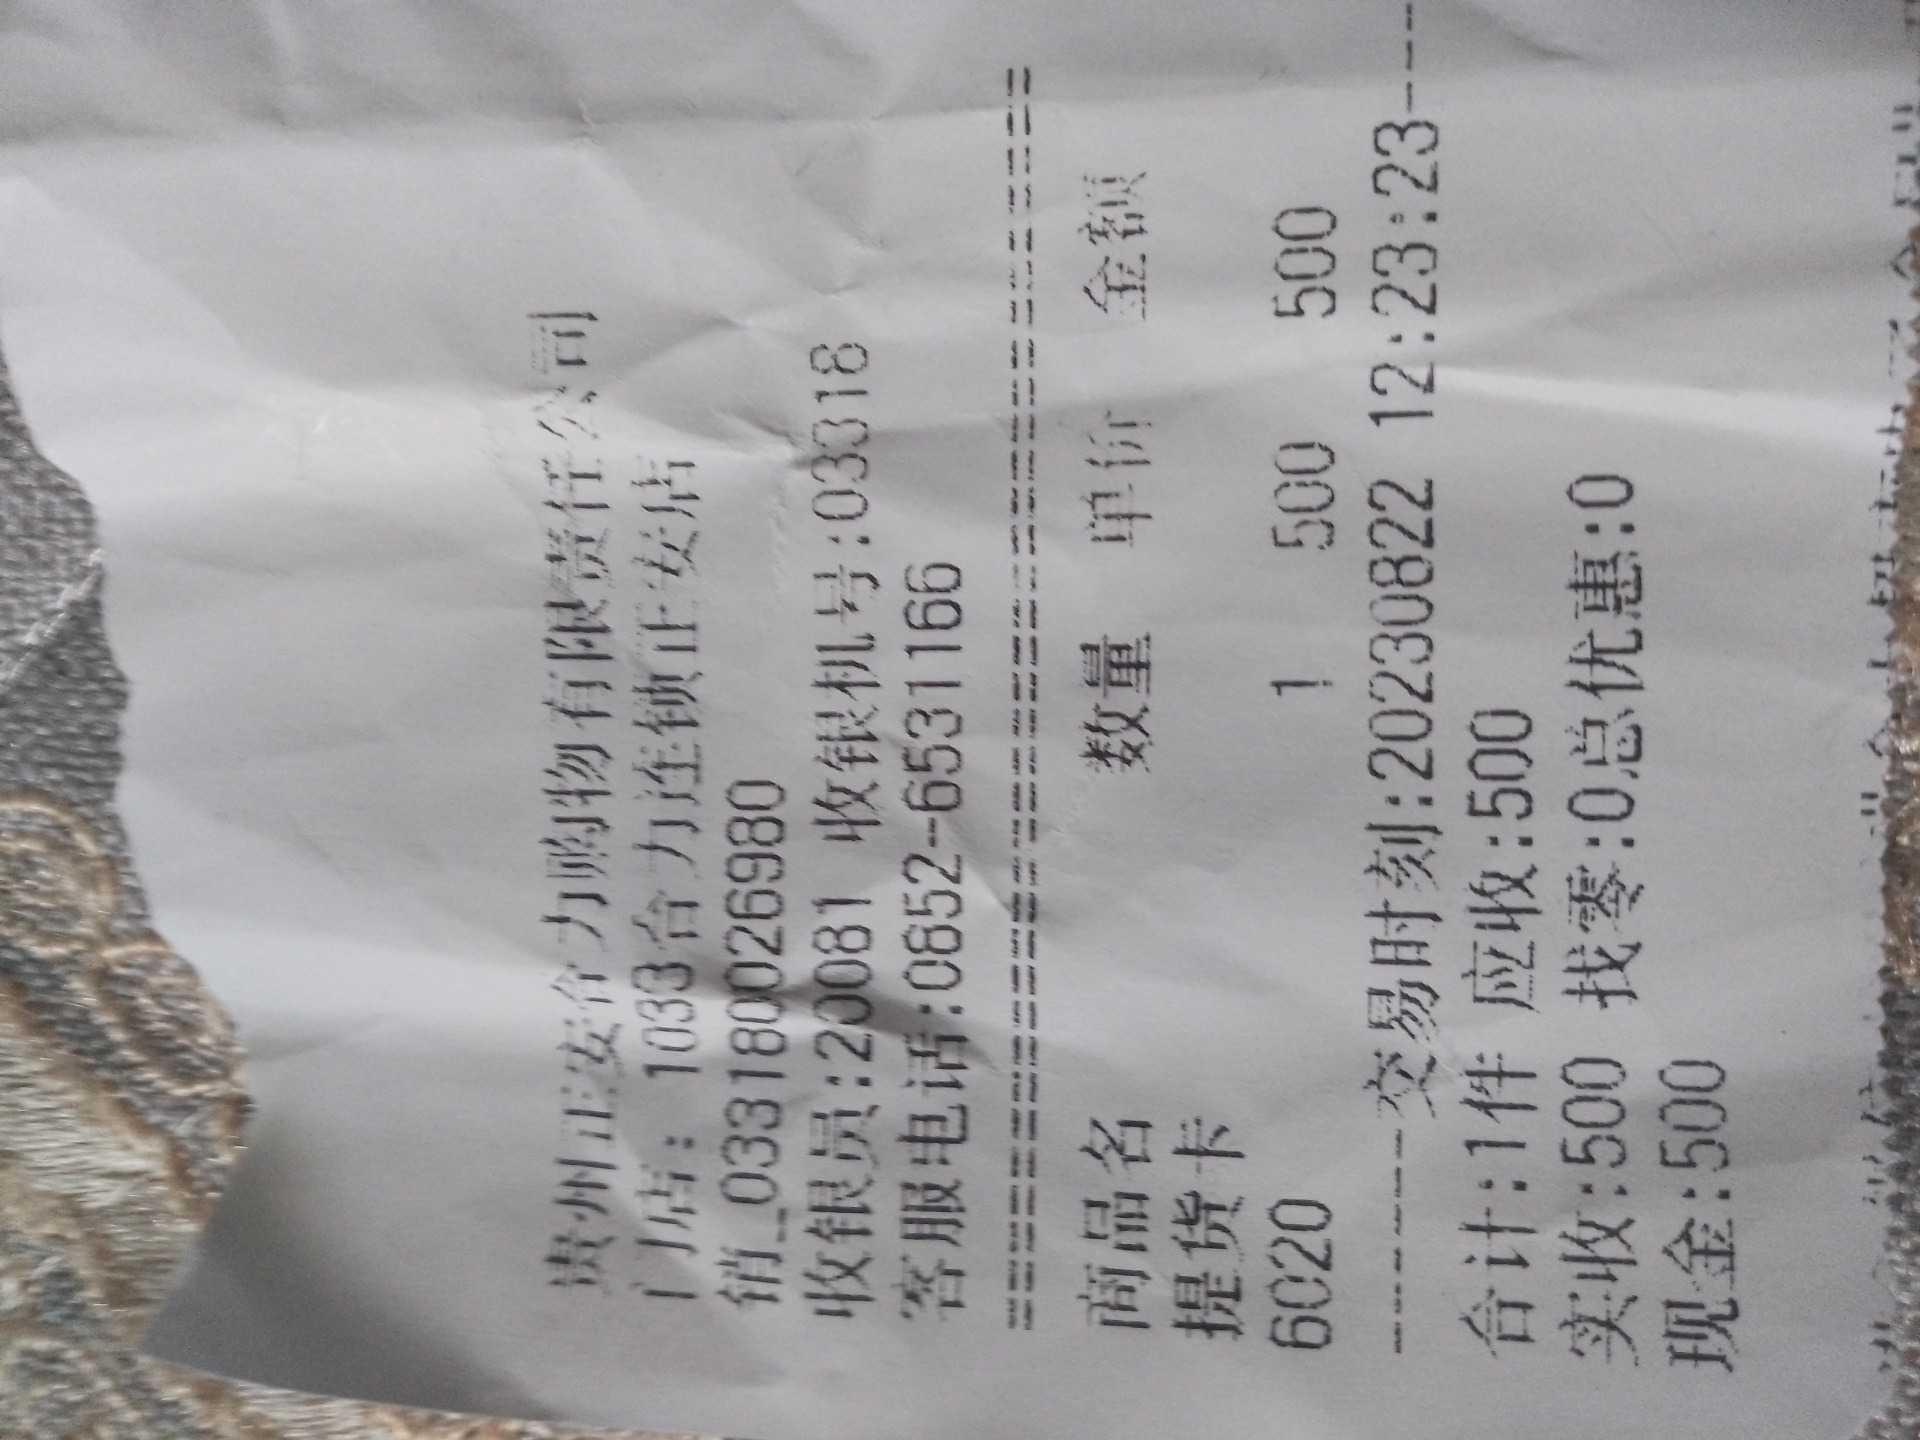 贵州正安合力购物有限责任公司
门店: 1033合力连锁正安店
销_033180026980
收银员:20081 收银机号:03318
客服电话:0852-6531166
==========================================
商品名 数量 单价 金额
提货卡
6020 1 500 500
------交易时刻:20230822 12:23:23----
合计:1件 应收:500
实收:500 找零:0总优惠:0
现金:500